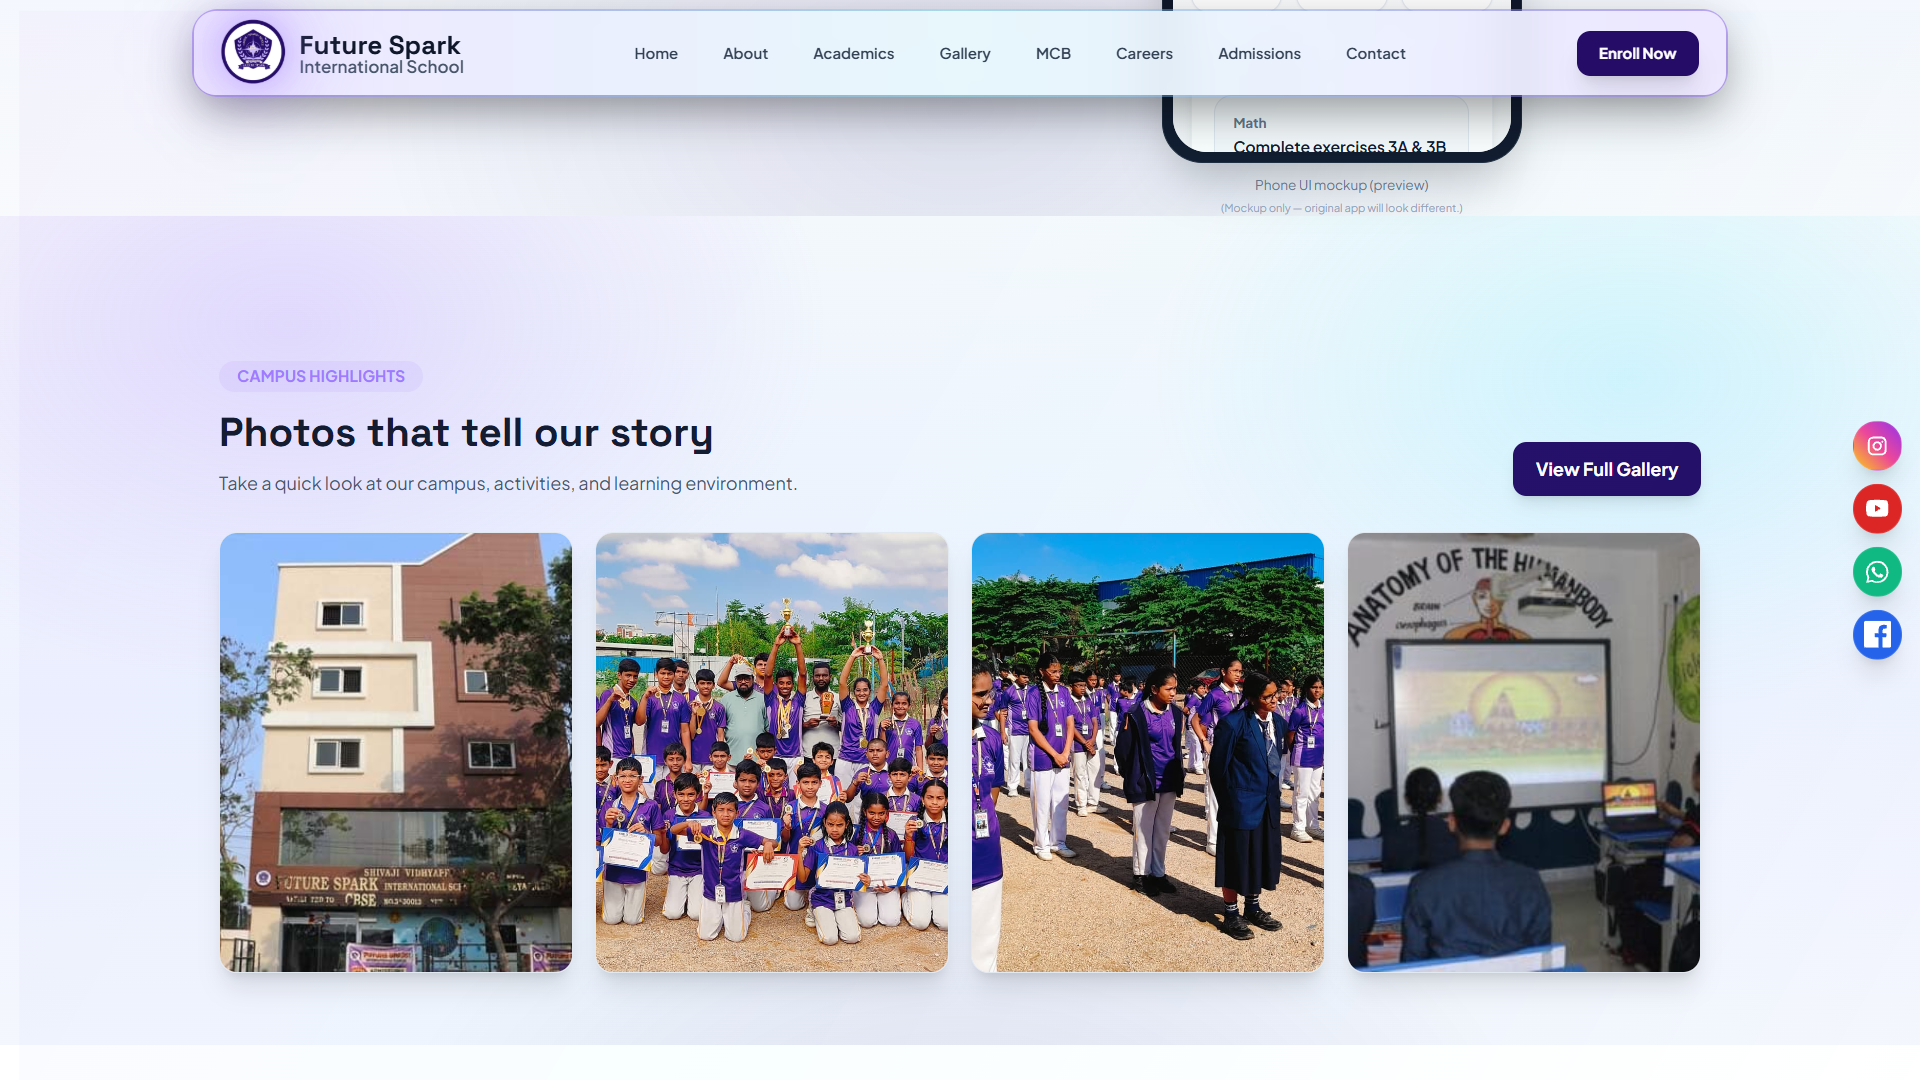 Future Spark
International School
Home
About
Academics
Gallery
MCB
Careers
Admissions
Contact
Enroll Now
Math
Complete exercises 3A & 3B
Phone UI mockup (preview)
(Mockup only — original app will look different.)
CAMPUS HIGHLIGHTS
Photos that tell our story
Take a quick look at our campus, activities, and learning environment.
View Full Gallery
SHIVAJI
FUTURE SPARK INTERNATIONAL
CBSE
ANATOMY OF THE HUMANBODY
BRAIN
Oesophagus